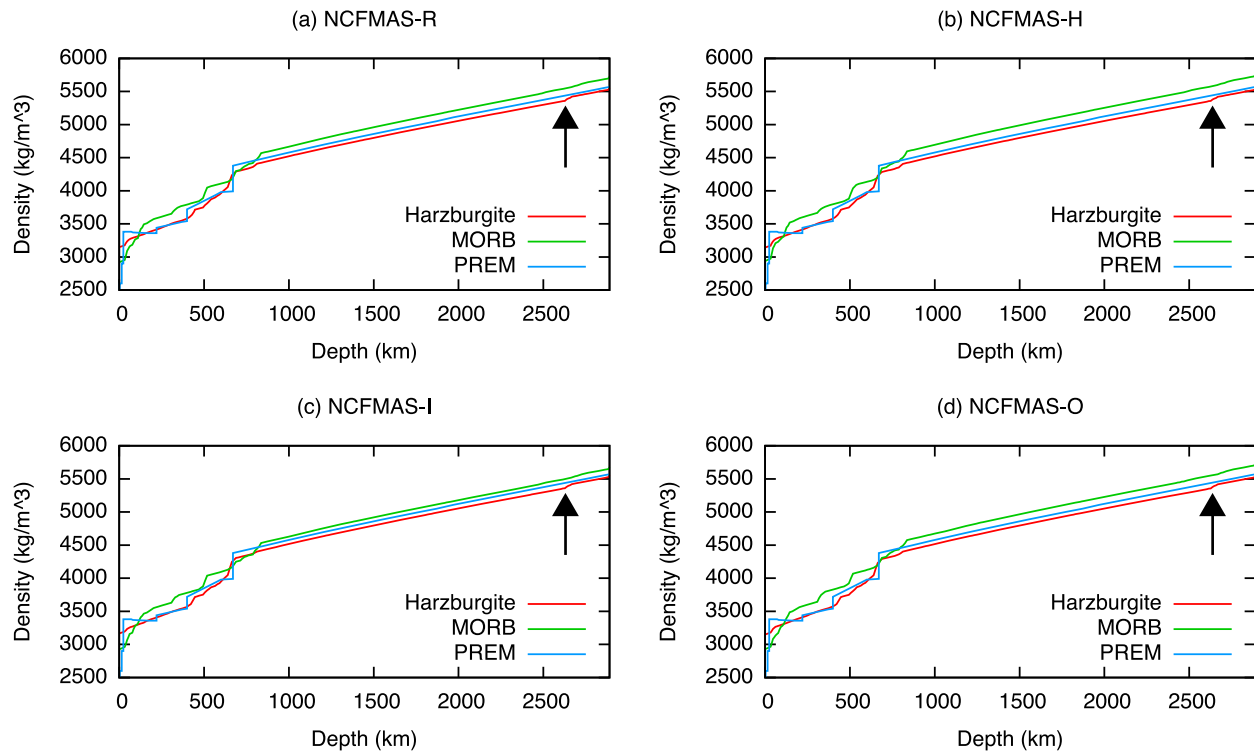 (a) NCFMAS-R
6000
5500
5000
4500
4000
3500
3000
2500
Density (kg/m^3)
Harzburgite
MORB
PREM
0 500 1000 1500 2000 2500
Depth (km)
(b) NCFMAS-H
6000
5500
5000
4500
4000
3500
3000
2500
Density (kg/m^3)
Harzburgite
MORB
PREM
0 500 1000 1500 2000 2500
Depth (km)
(c) NCFMAS-I
6000
5500
5000
4500
4000
3500
3000
2500
Density (kg/m^3)
Harzburgite
MORB
PREM
0 500 1000 1500 2000 2500
Depth (km)
(d) NCFMAS-O
6000
5500
5000
4500
4000
3500
3000
2500
Density (kg/m^3)
Harzburgite
MORB
PREM
0 500 1000 1500 2000 2500
Depth (km)